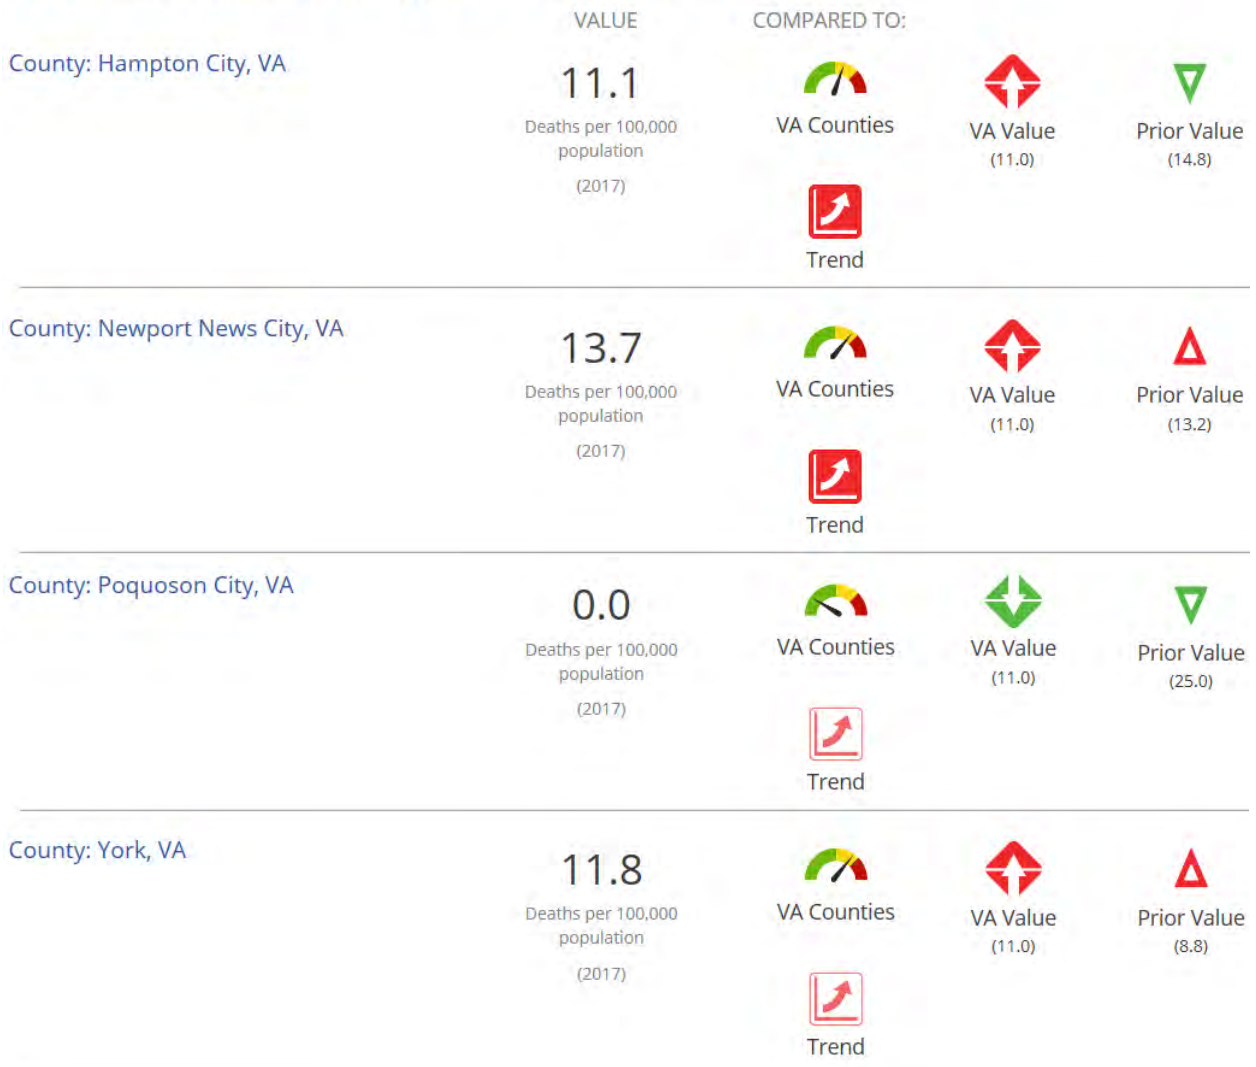 VALUE COMPARED TO:
County: Hampton City, VA
11.1
Deaths per 100,000
population
(2017)
VA Counties
VA Value
(11.0)
Prior Value
(14.8)
Trend
County: Newport News City, VA
13.7
Deaths per 100,000
population
(2017)
VA Counties
VA Value
(11.0)
Prior Value
(13.2)
Trend
County: Poquoson City, VA
0.0
Deaths per 100,000
population
(2017)
VA Counties
VA Value
(11.0)
Prior Value
(25.0)
Trend
County: York, VA
11.8
Deaths per 100,000
population
(2017)
VA Counties
VA Value
(11.0)
Prior Value
(8.8)
Trend